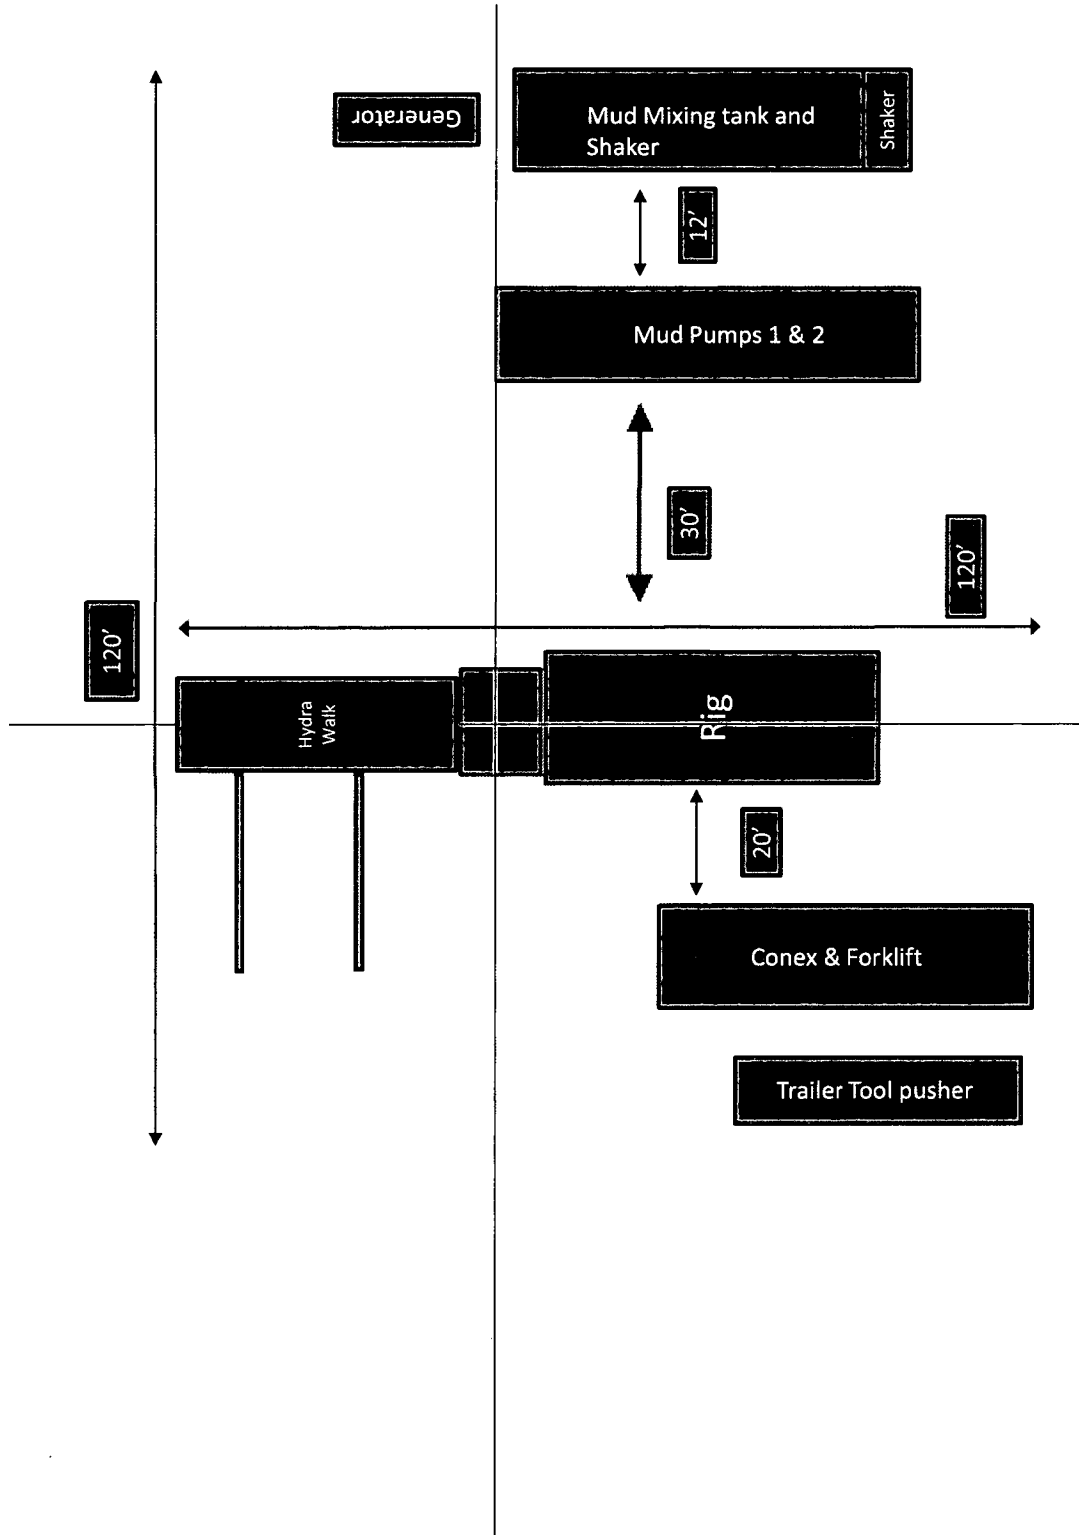 Generator
Mud Mixing tank and
Shaker
Shaker
12'
Mud Pumps 1 & 2
30'
120'
120'
Hydra
Walk
Rig
20'
Conex & Forklift
Trailer Tool pusher